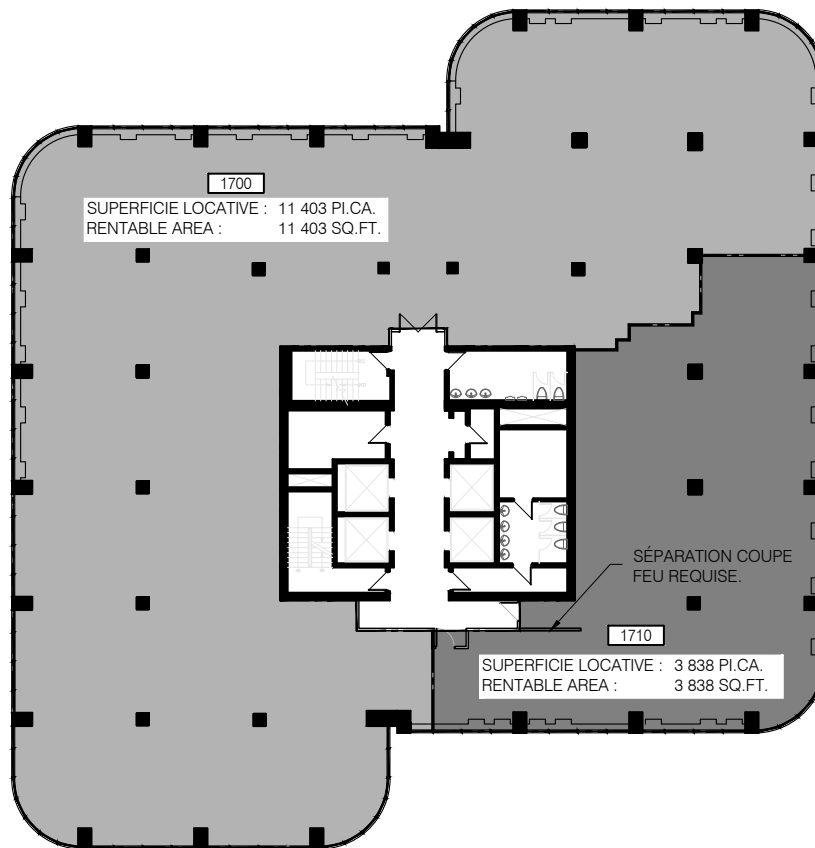 1700
SUPERFICIE LOCATIVE : 11 403 PI.CA.
RENTABLE AREA : 11 403 SQ.FT.
SÉPARATION COUPE
FEU REQUISE.
1710
SUPERFICIE LOCATIVE : 3 838 PI.CA.
RENTABLE AREA : 3 838 SQ.FT.